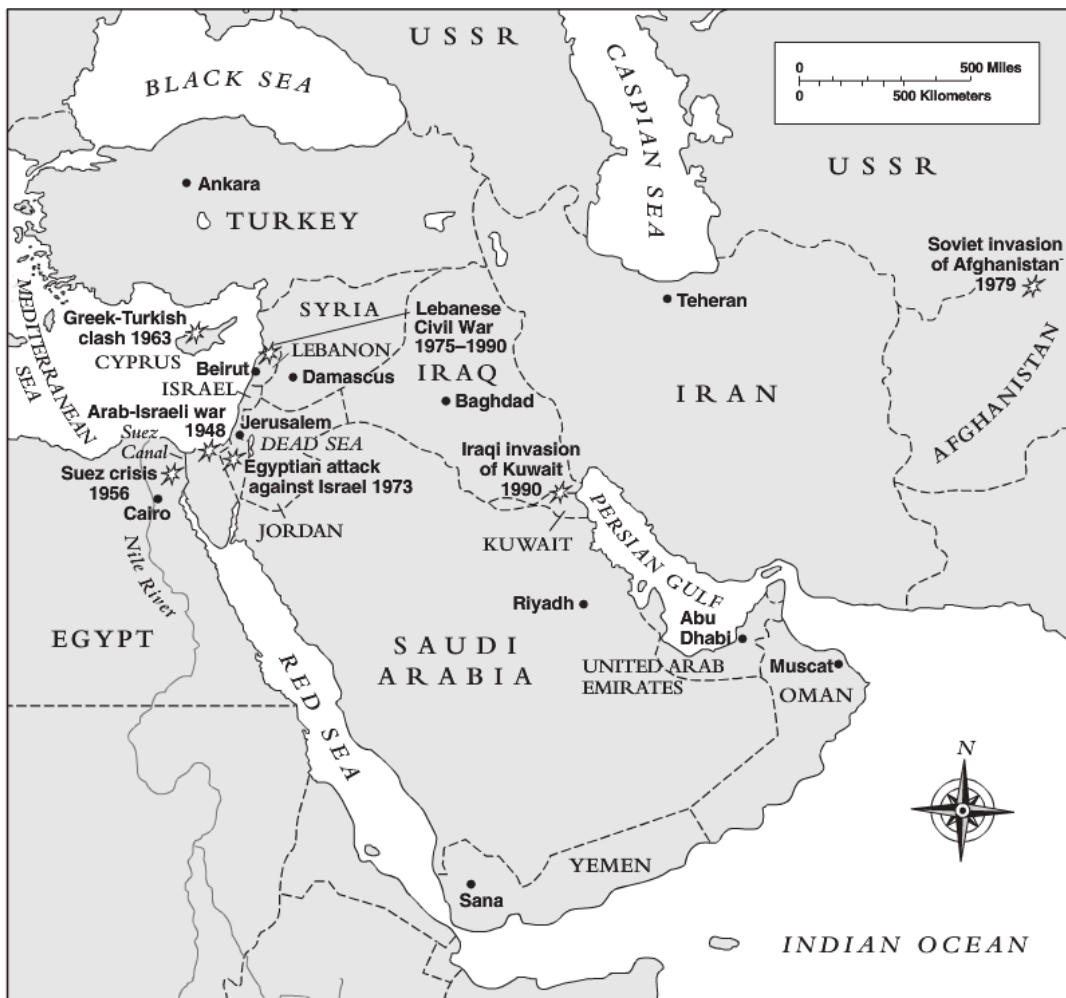 USSR
BLACK SEA
CASPIAN SEA
0 500 Miles
0 500 Kilometers
USSR
Ankara
TURKEY
Soviet invasion
of Afghanistan
1979
MEDITERRANEAN
SEA
Greek-Turkish
clash 1963
CYPRUS
SYRIA
Lebanese
Civil War
1975–1990
Teheran
LEBANON
Beirut
Damascus
IRAQ
ISRAEL
Baghdad
IRAN
AFGHANISTAN
Arab-Israeli war
1948
Suez
Canal
Jerusalem
DEAD SEA
Egyptian attack
against Israel 1973
Suez crisis
1956
Cairo
Iraqi invasion
of Kuwait
1990
JORDAN
KUWAIT
PERSIAN GULF
Nile River
Riyadh
Abu
Dhabi
EGYPT
SAUDI
ARABIA
UNITED ARAB
EMIRATES
Muscat
OMAN
RED SEA
N
YEMEN
Sana
INDIAN OCEAN